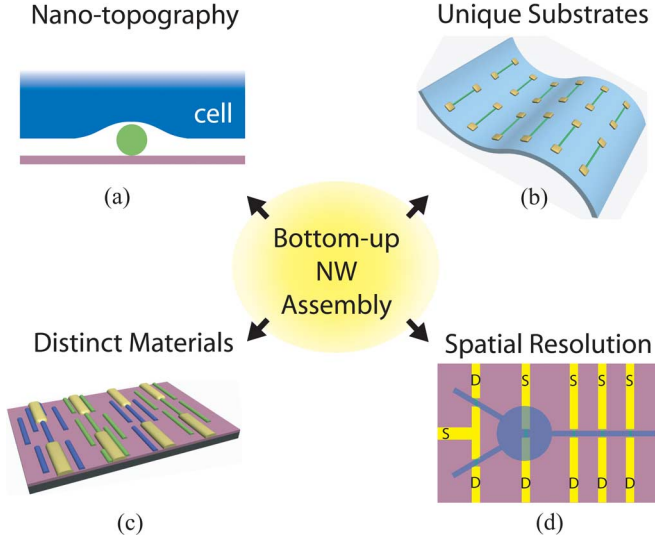 Nano-topography
Unique Substrates
cell
(a)
(b)
Bottom-up
NW
Assembly
Distinct Materials
Spatial Resolution
D S S S S
S
D D D D D
(c)
(d)